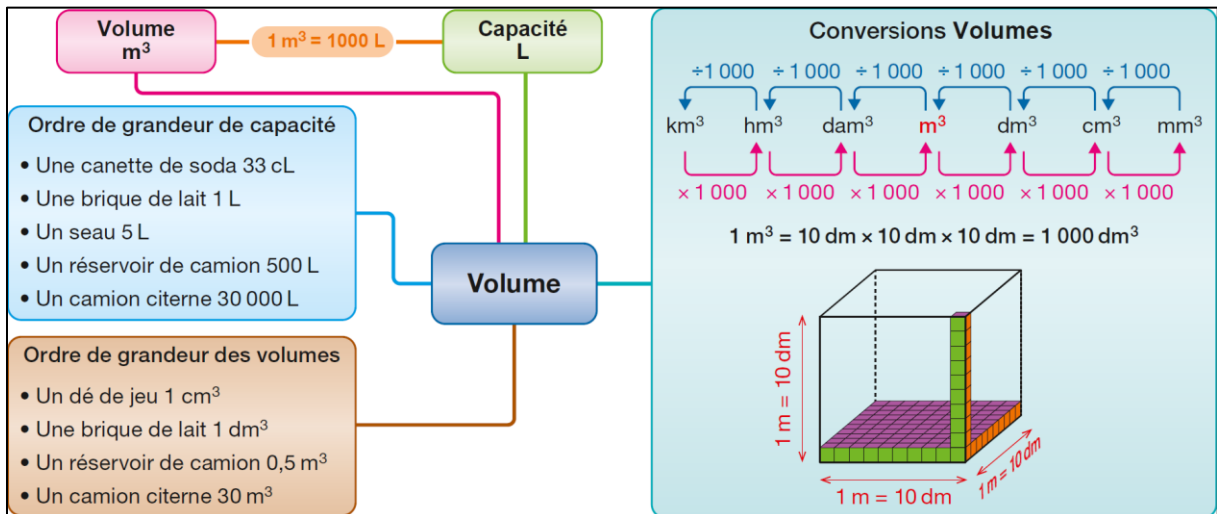 Volume
m³
1 m³ = 1000 L
Capacité
L
Ordre de grandeur de capacité
• Une canette de soda 33 cL
• Une brique de lait 1 L
• Un seau 5 L
• Un réservoir de camion 500 L
• Un camion citerne 30 000 L
Volume
Ordre de grandeur des volumes
• Un dé de jeu 1 cm³
• Une brique de lait 1 dm³
• Un réservoir de camion 0,5 m³
• Un camion citerne 30 m³
Conversions Volumes
÷1 000 ÷ 1 000 ÷ 1 000 ÷ 1 000 ÷ 1 000 ÷ 1 000
km³ hm³ dam³ m³ dm³ cm³ mm³
× 1 000 × 1 000 × 1 000 × 1 000 × 1 000 × 1 000
1 m³ = 10 dm × 10 dm × 10 dm = 1 000 dm³
1 m = 10 dm
1 m = 10 dm
1 m = 10 dm